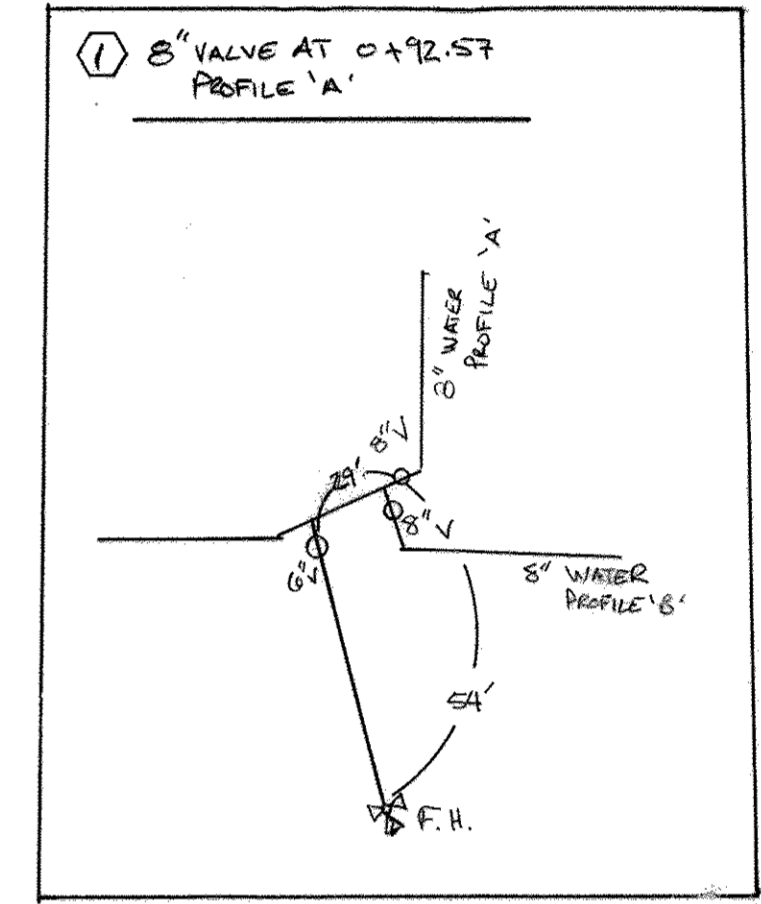 1 8" VALVE AT 0+92.57
PROFILE 'A'
8" WATER
PROFILE 'A'
8" V
29'
8" V
6" V
8" WATER
PROFILE 'B'
54'
F.H.